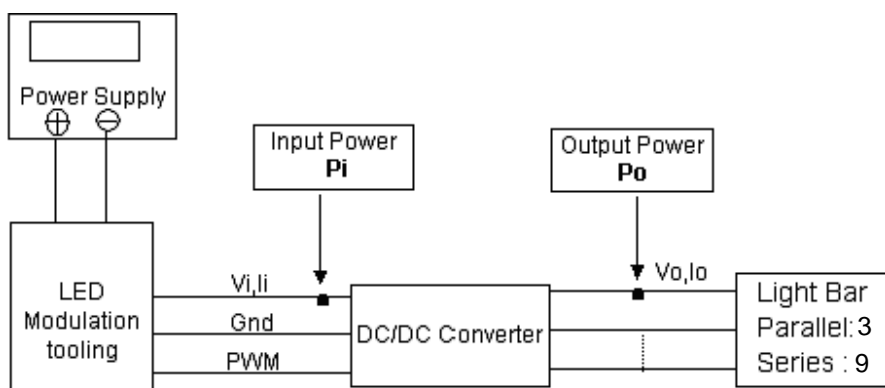 Power Supply
Input Power
Pi
Output Power
Po
LED
Modulation
tooling
Vi,Ii
Gnd
PWM
DC/DC Converter
Vo,Io
Light Bar
Parallel: 3
Series : 9